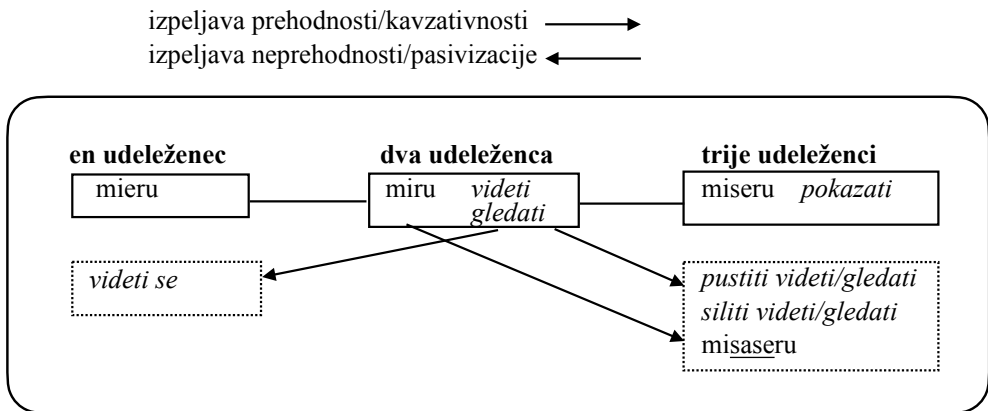 izpeljava prehodnosti/kavzativnosti
izpeljava neprehodnosti/pasivizacije
en udeleženec
mieru
dva udeleženca
miru videti
gledati
trije udeleženci
miseru pokazati
videti se
pustiti videti/gledati
siliti videti/gledati
misaseru